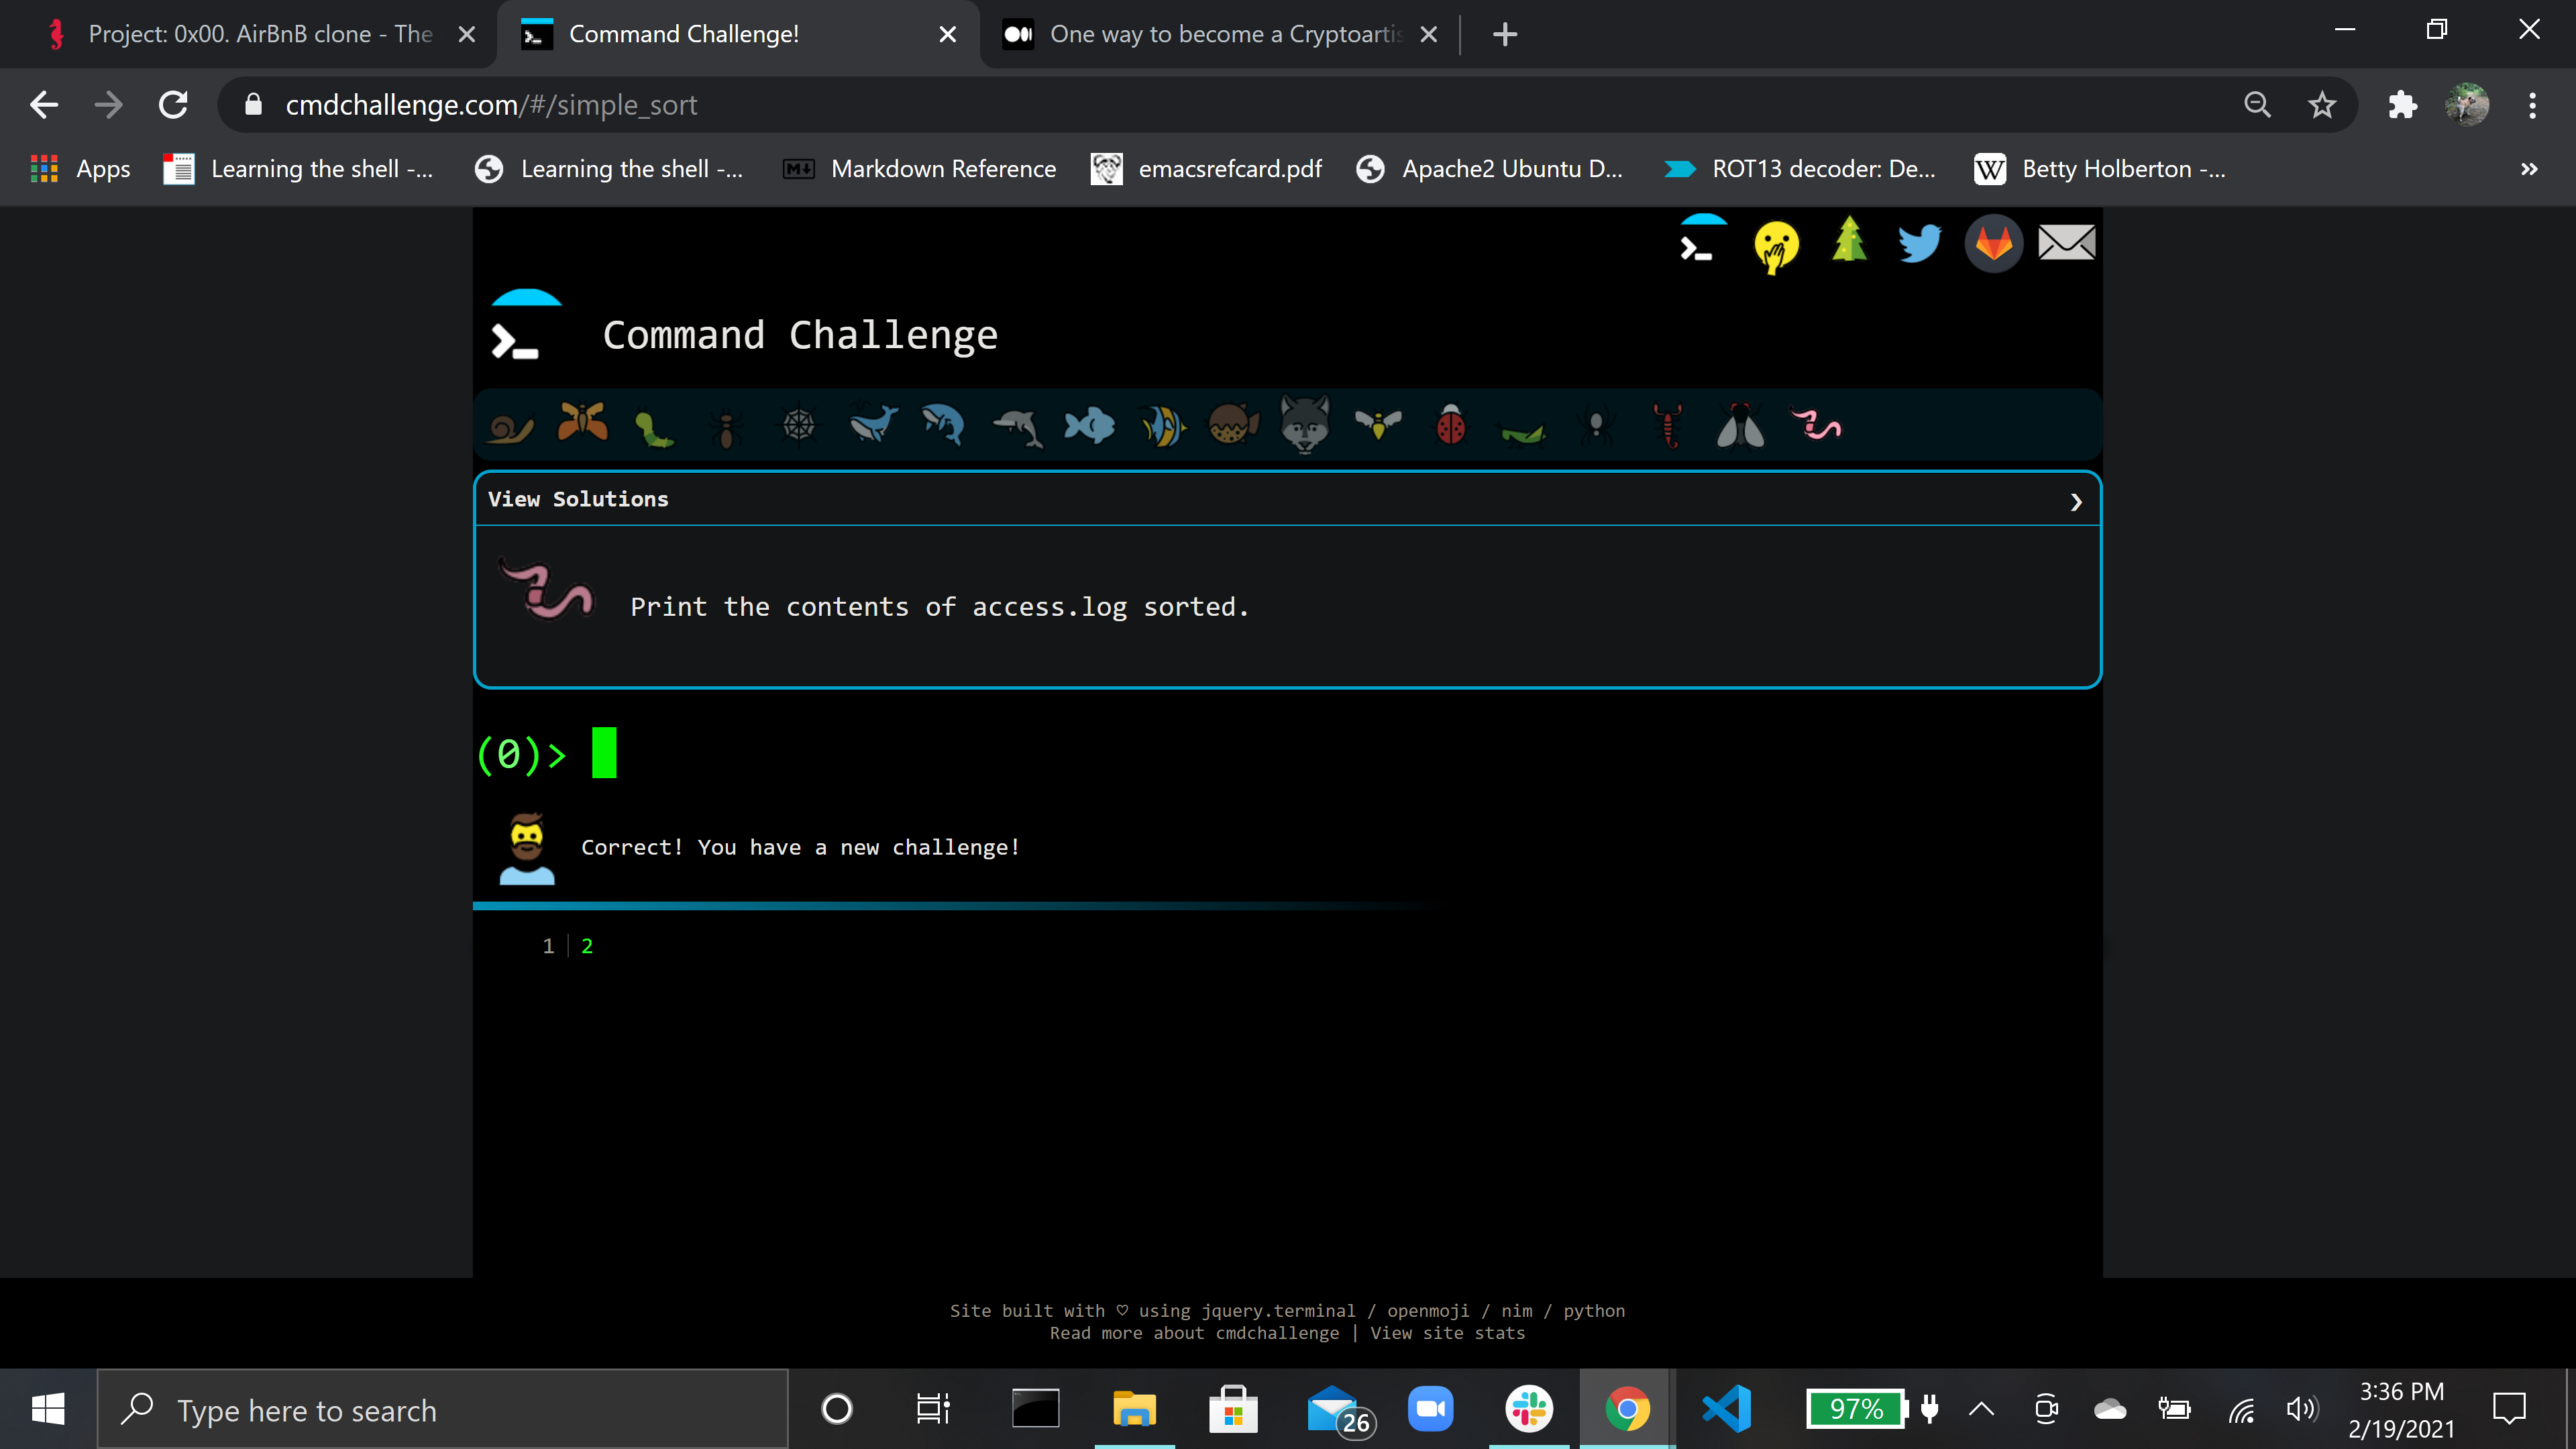 Project: 0x00. AirBnB clone - The
Command Challenge!
One way to become a Cryptoartis
cmdchallenge.com/#/simple_sort
Apps
Learning the shell -...
Learning the shell -...
Markdown Reference
emacsrefcard.pdf
Apache2 Ubuntu D...
ROT13 decoder: De...
Betty Holberton -...
Command Challenge
View Solutions
Print the contents of access.log sorted.
(0)>
Correct! You have a new challenge!
1 2
Site built with ♡ using jquery.terminal / openmoji / nim / python
Read more about cmdchallenge | View site stats
Type here to search
26
97%
3:36 PM
2/19/2021